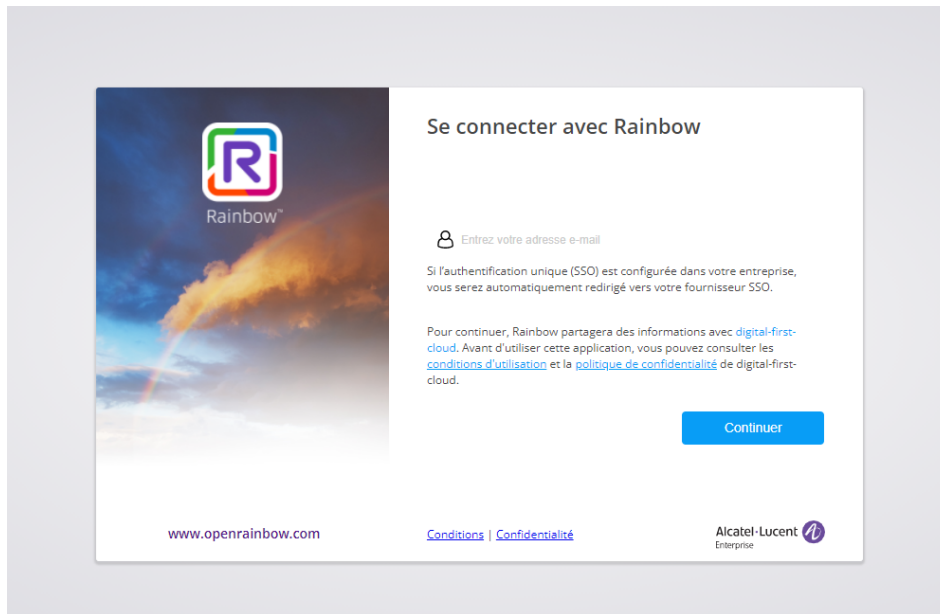 Rainbow™
Se connecter avec Rainbow
Entrez votre adresse e-mail
Si l'authentification unique (SSO) est configurée dans votre entreprise,
vous serez automatiquement redirigé vers votre fournisseur SSO.
Pour continuer, Rainbow partagera des informations avec digital-first-
cloud. Avant d'utiliser cette application, vous pouvez consulter les
conditions d'utilisation et la politique de confidentialité de digital-first-
cloud.
Continuer
www.openrainbow.com
Conditions | Confidentialité
Alcatel·Lucent
Enterprise